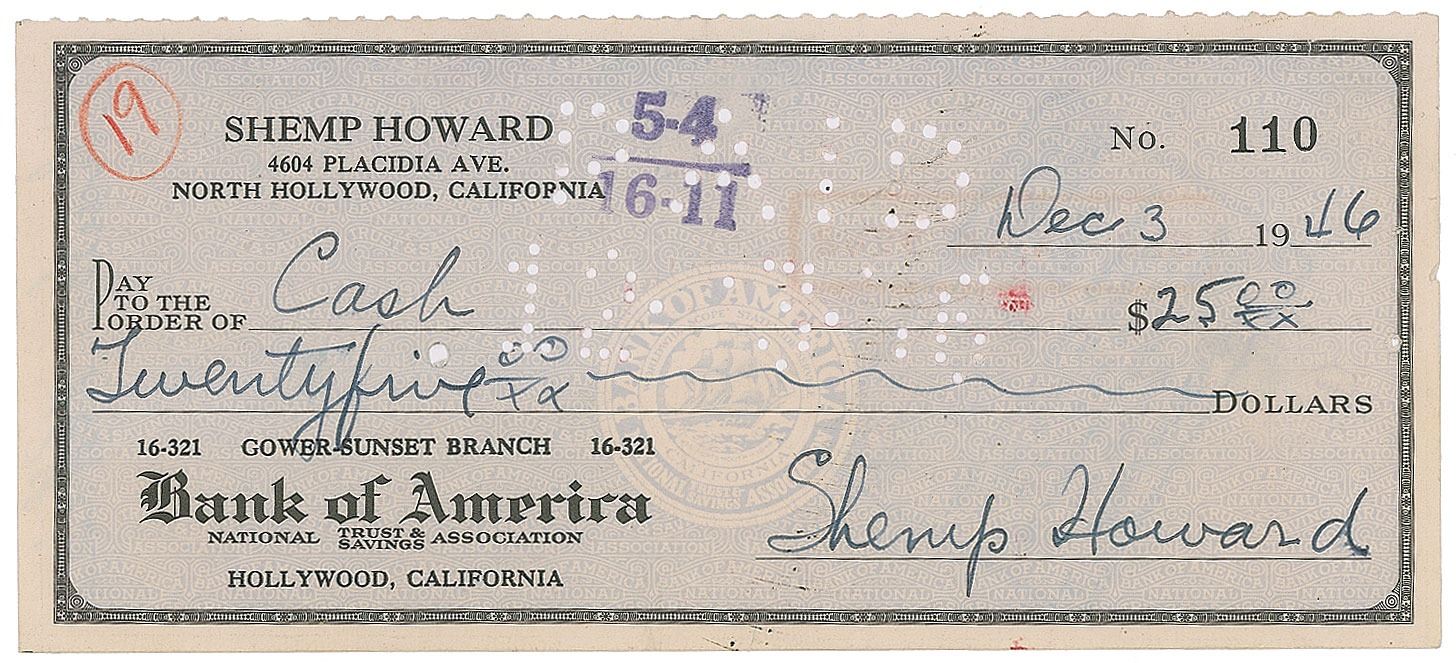 19
SHEMP HOWARD
4604 PLACIDIA AVE.
NORTH HOLLYWOOD, CALIFORNIA
5-4
16-11
No. 110
Dec 3 1946
PAY TO THE ORDER OF Cash $25 00/xx
Twentyfive 00/xx DOLLARS
16-321 GOWER-SUNSET BRANCH 16-321
Bank of America
NATIONAL TRUST & SAVINGS ASSOCIATION
HOLLYWOOD, CALIFORNIA
Shemp Howard